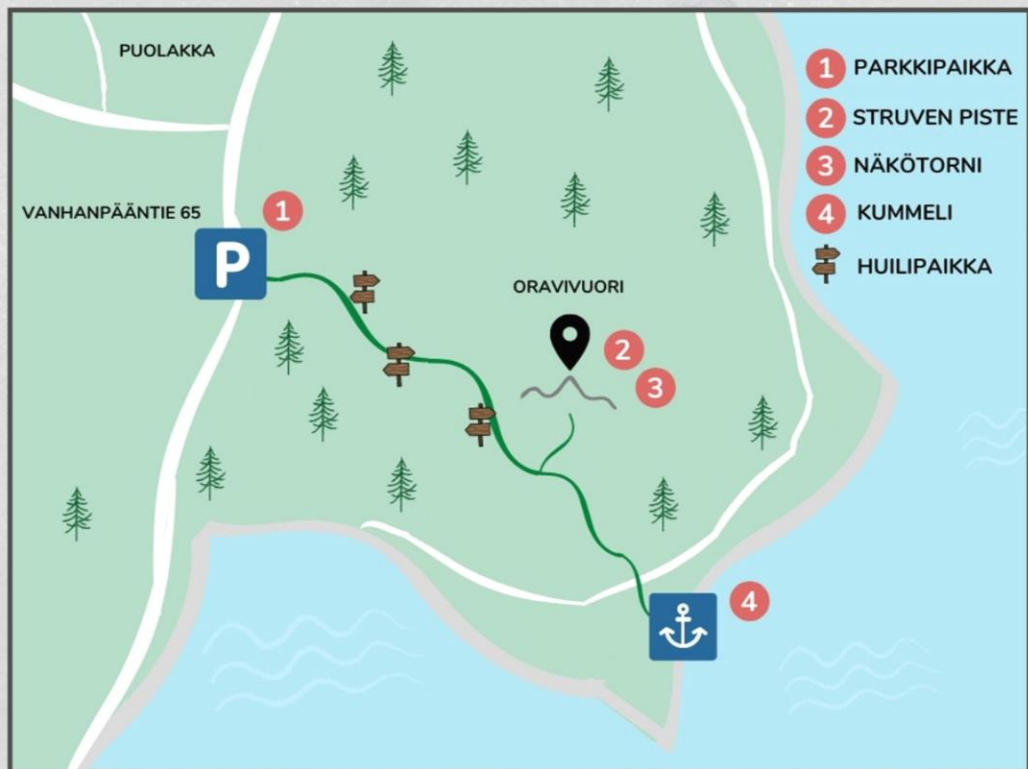 PUOLAKKA
VANHANPÄÄNTIE 65
1
P
ORAVIVUORI
2
3
4
1 PARKKIPAIKKA
2 STRUVEN PISTE
3 NÄKÖTORNI
4 KUMMELI
HUILIPAIKKA